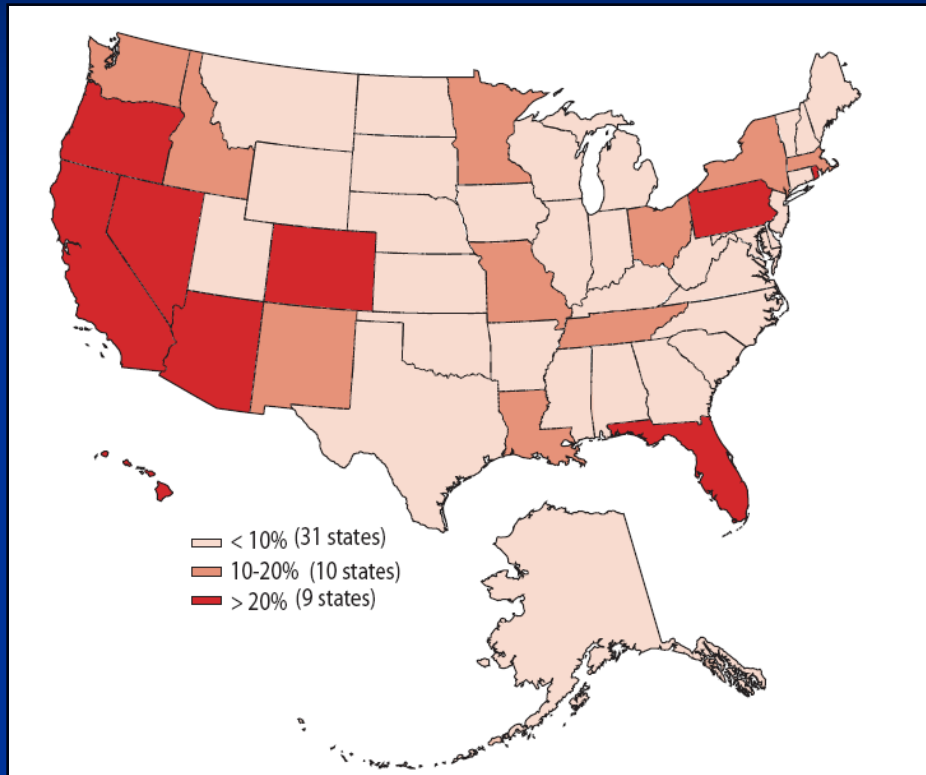 < 10% (31 states)
10-20% (10 states)
> 20% (9 states)